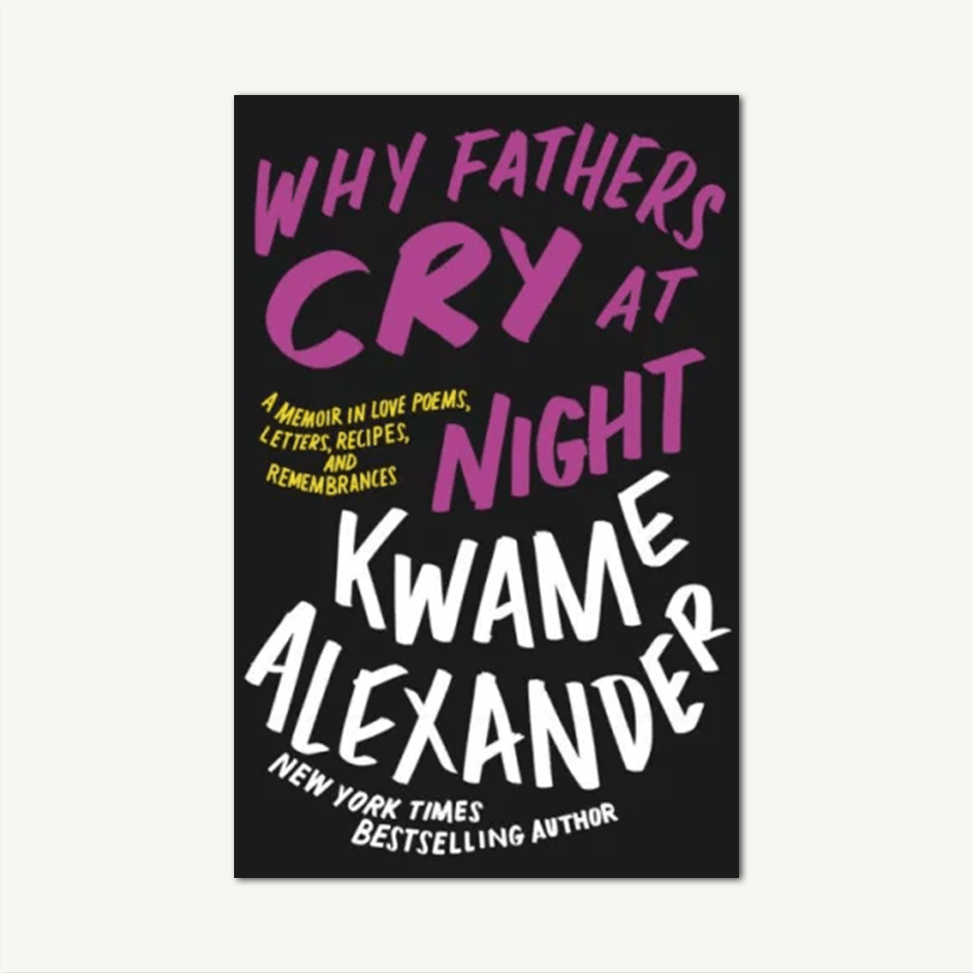 WHY FATHERS
CRY AT
NIGHT
A MEMOIR IN LOVE POEMS,
LETTERS, RECIPES,
AND
REMEMBRANCES
KWAME
ALEXANDER
NEW YORK TIMES
BESTSELLING AUTHOR